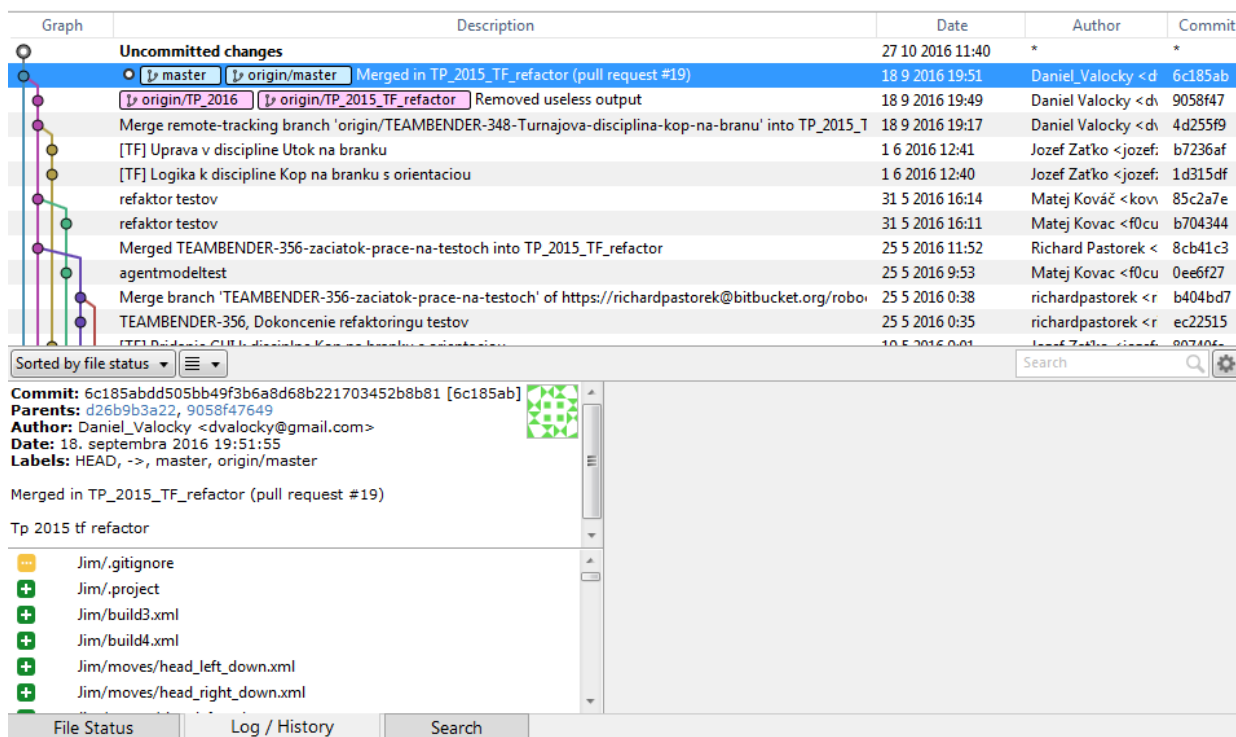 Graph Description Date Author Commit
Uncommitted changes 27 10 2016 11:40 * *
master origin/master Merged in TP_2015_TF_refactor (pull request #19) 18 9 2016 19:51 Daniel_Valocky <d 6c185ab
origin/TP_2016 origin/TP_2015_TF_refactor Removed useless output 18 9 2016 19:49 Daniel Valocky <dv 9058f47
Merge remote-tracking branch 'origin/TEAMBENDER-348-Turnajova-disciplina-kop-na-branu' into TP_2015_T 18 9 2016 19:17 Daniel Valocky <dv 4d255f9
[TF] Uprava v discipline Utok na branku 1 6 2016 12:41 Jozef Zaťko <jozef: b7236af
[TF] Logika k discipline Kop na branku s orientaciou 1 6 2016 12:40 Jozef Zaťko <jozef: 1d315df
refaktor testov 31 5 2016 16:14 Matej Kováč <kov 85c2a7e
refaktor testov 31 5 2016 16:11 Matej Kovac <f0cu b704344
Merged TEAMBENDER-356-zaciatok-prace-na-testoch into TP_2015_TF_refactor 25 5 2016 11:52 Richard Pastorek < 8cb41c3
agentmodeltest 25 5 2016 9:53 Matej Kovac <f0cu 0ee6f27
Merge branch 'TEAMBENDER-356-zaciatok-prace-na-testoch' of https://richardpastorek@bitbucket.org/robo 25 5 2016 0:38 richardpastorek <r b404bd7
TEAMBENDER-356, Dokoncenie refaktoringu testov 25 5 2016 0:35 richardpastorek <r ec22515
Sorted by file status Search
Commit: 6c185abdd505bb49f3b6a8d68b221703452b8b81 [6c185ab]
Parents: d26b9b3a22, 9058f47649
Author: Daniel_Valocky <dvalocky@gmail.com>
Date: 18. septembra 2016 19:51:55
Labels: HEAD, ->, master, origin/master
Merged in TP_2015_TF_refactor (pull request #19)
Tp 2015 tf refactor
Jim/.gitignore
Jim/.project
Jim/build3.xml
Jim/build4.xml
Jim/moves/head_left_down.xml
Jim/moves/head_right_down.xml
File Status Log / History Search